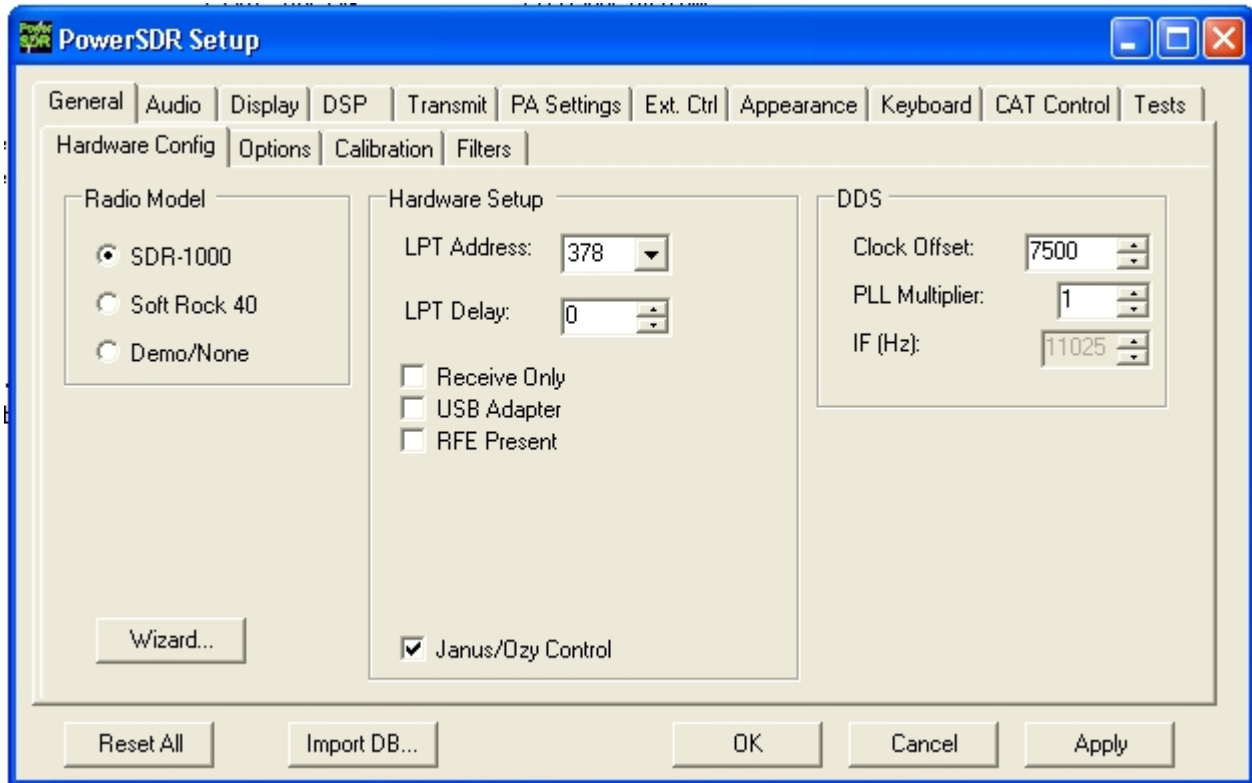 PowerSDR Setup
General Audio Display DSP Transmit PA Settings Ext. Ctrl Appearance Keyboard CAT Control Tests
Hardware Config Options Calibration Filters
Radio Model
SDR-1000
Soft Rock 40
Demo/None
Wizard...
Hardware Setup
LPT Address: 378
LPT Delay: 0
Receive Only
USB Adapter
RFE Present
Janus/Ozy Control
DDS
Clock Offset: 7500
PLL Multiplier: 1
IF (Hz): 11025
Reset All Import DB... OK Cancel Apply